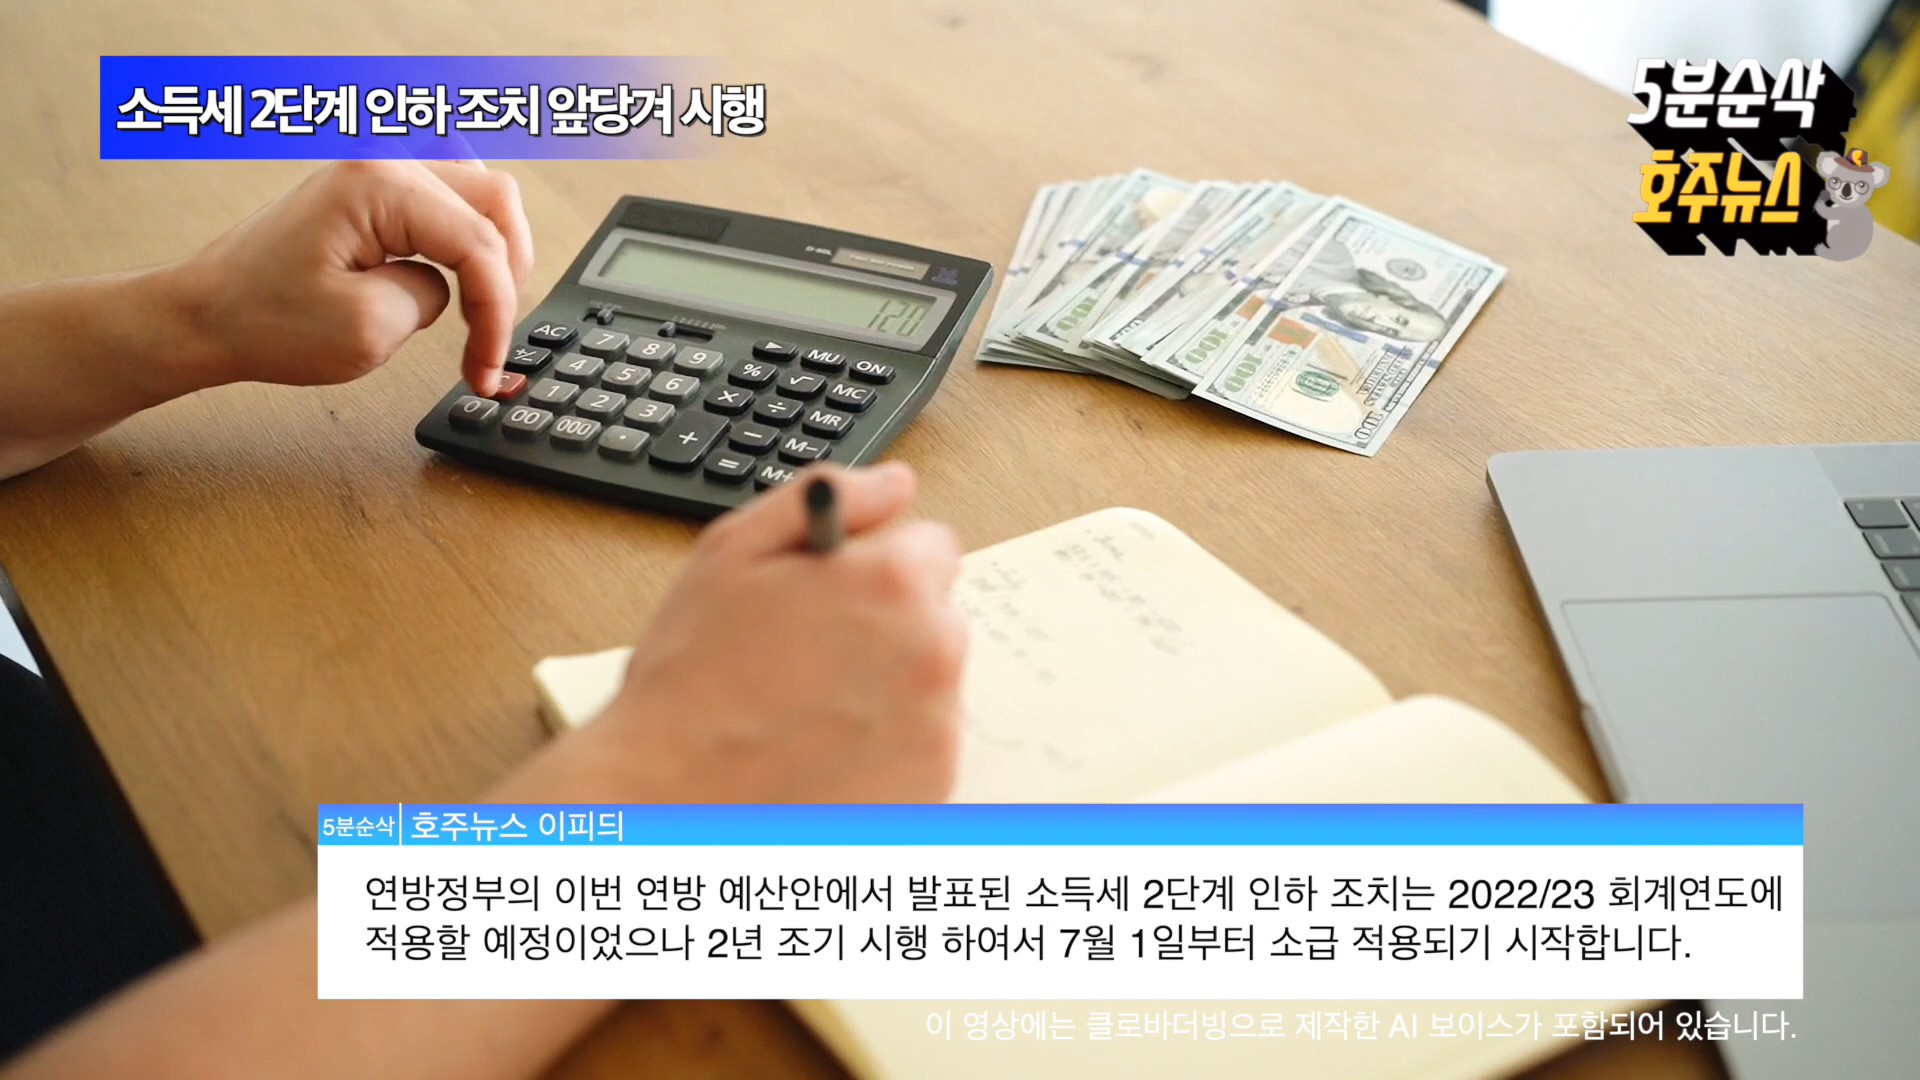 소득세 2단계 인하 조치 앞당겨 시행
5분순삭
호주뉴스
120
AC
7 8 9
MU ON
+/-
4 5 6
% √ MC
C
1 2 3
× ÷ MR
0 00 000 ·
+ − M−
= M+
100
100
100
5분순삭 호주뉴스 이피듸
연방정부의 이번 연방 예산안에서 발표된 소득세 2단계 인하 조치는 2022/23 회계연도에
적용할 예정이었으나 2년 조기 시행 하여서 7월 1일부터 소급 적용되기 시작합니다.
이 영상에는 클로바더빙으로 제작한 AI 보이스가 포함되어 있습니다.